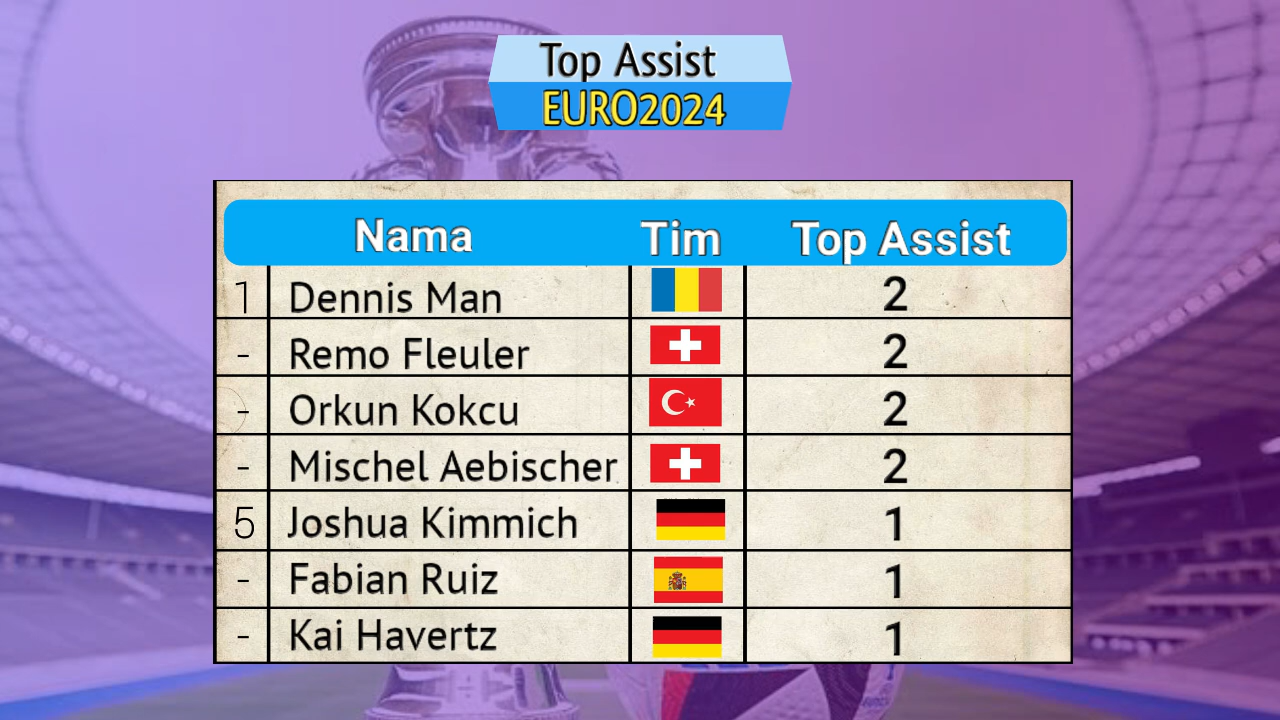 Top Assist
EURO2024
Nama Tim Top Assist
1 Dennis Man 2
- Remo Fleuler 2
- Orkun Kokcu 2
- Mischel Aebischer 2
5 Joshua Kimmich 1
- Fabian Ruiz 1
- Kai Havertz 1